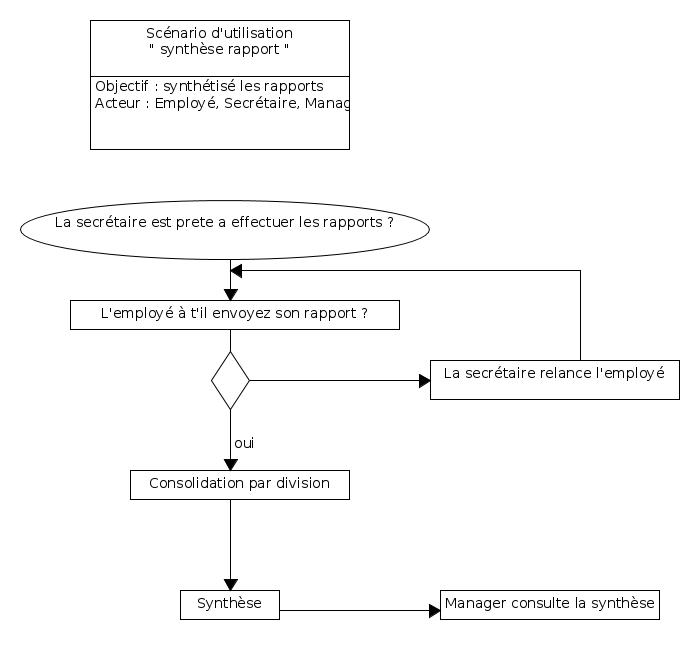 Scénario d'utilisation
" synthèse rapport "
Objectif : synthétisé les rapports
Acteur : Employé, Secrétaire, Manag
La secrétaire est prete a effectuer les rapports ?
L'employé à t'il envoyez son rapport ?
La secrétaire relance l'employé
oui
Consolidation par division
Synthèse
Manager consulte la synthèse